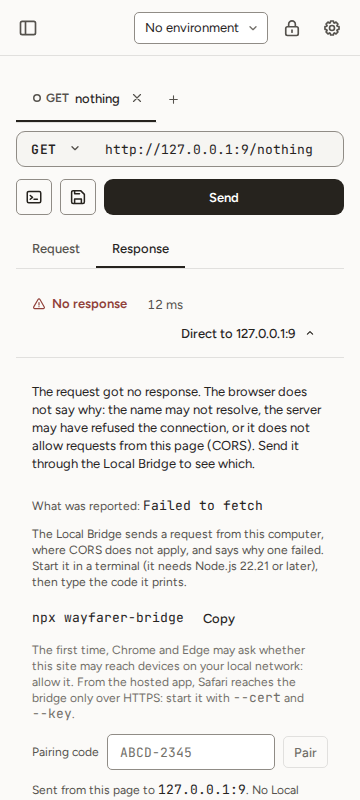 No environment
GET nothing
GET http://127.0.0.1:9/nothing
Send
Request Response
No response 12 ms
Direct to 127.0.0.1:9
The request got no response. The browser does
not say why: the name may not resolve, the server
may have refused the connection, or it does not
allow requests from this page (CORS). Send it
through the Local Bridge to see which.
What was reported: Failed to fetch
The Local Bridge sends a request from this computer,
where CORS does not apply, and says why one failed.
Start it in a terminal (it needs Node.js 22.21 or later),
then type the code it prints.
npx wayfarer-bridge Copy
The first time, Chrome and Edge may ask whether
this site may reach devices on your local network:
allow it. From the hosted app, Safari reaches the
bridge only over HTTPS: start it with --cert and
--key.
Pairing code ABCD-2345 Pair
Sent from this page to 127.0.0.1:9. No Local